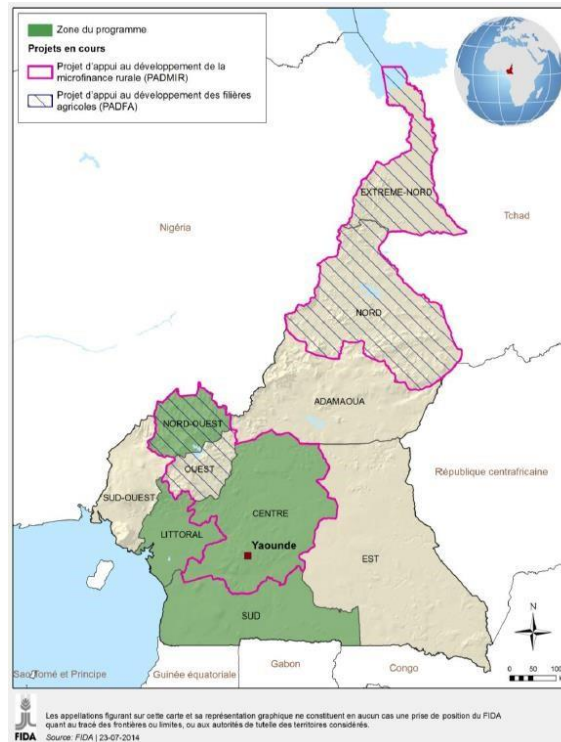 Zone du programme
Projets en cours
Projet d'appui au développement de la
microfinance rurale (PADMIR)
Projet d'appui au développement des filières
agricoles (PADFA)
EXTREME-NORD
Nigéria
Tchad
NORD
ADAMAOUA
NORD-OUEST
OUEST
République centrafricaine
SUD-OUEST
CENTRE
LITTORAL
Yaounde
EST
SUD
N
Sao Tomé et Principe
Guinée équatoriale
Gabon
Congo
0 50 100
Les appellations figurant sur cette carte et sa représentation graphique ne constituent en aucun cas une prise de position du FIDA
quant au tracé des frontières ou limites, ou aux autorités de tutelle des territoires considérés.
FIDA
Source: FIDA | 23-07-2014